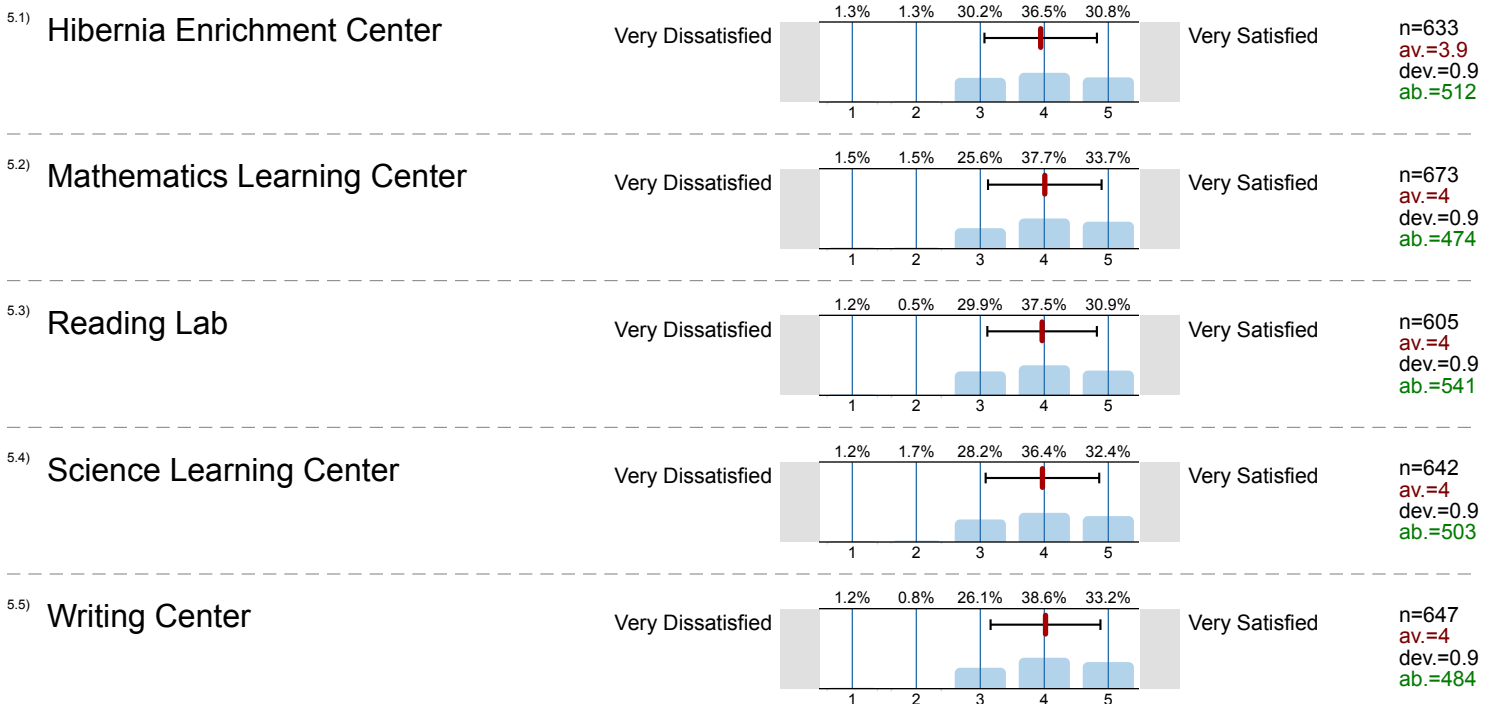 5.1) Hibernia Enrichment Center
Very Dissatisfied
1.3% 1.3% 30.2% 36.5% 30.8%
1 2 3 4 5
Very Satisfied
n=633
av.=3.9
dev.=0.9
ab.=512
5.2) Mathematics Learning Center
Very Dissatisfied
1.5% 1.5% 25.6% 37.7% 33.7%
1 2 3 4 5
Very Satisfied
n=673
av.=4
dev.=0.9
ab.=474
5.3) Reading Lab
Very Dissatisfied
1.2% 0.5% 29.9% 37.5% 30.9%
1 2 3 4 5
Very Satisfied
n=605
av.=4
dev.=0.9
ab.=541
5.4) Science Learning Center
Very Dissatisfied
1.2% 1.7% 28.2% 36.4% 32.4%
1 2 3 4 5
Very Satisfied
n=642
av.=4
dev.=0.9
ab.=503
5.5) Writing Center
Very Dissatisfied
1.2% 0.8% 26.1% 38.6% 33.2%
1 2 3 4 5
Very Satisfied
n=647
av.=4
dev.=0.9
ab.=484